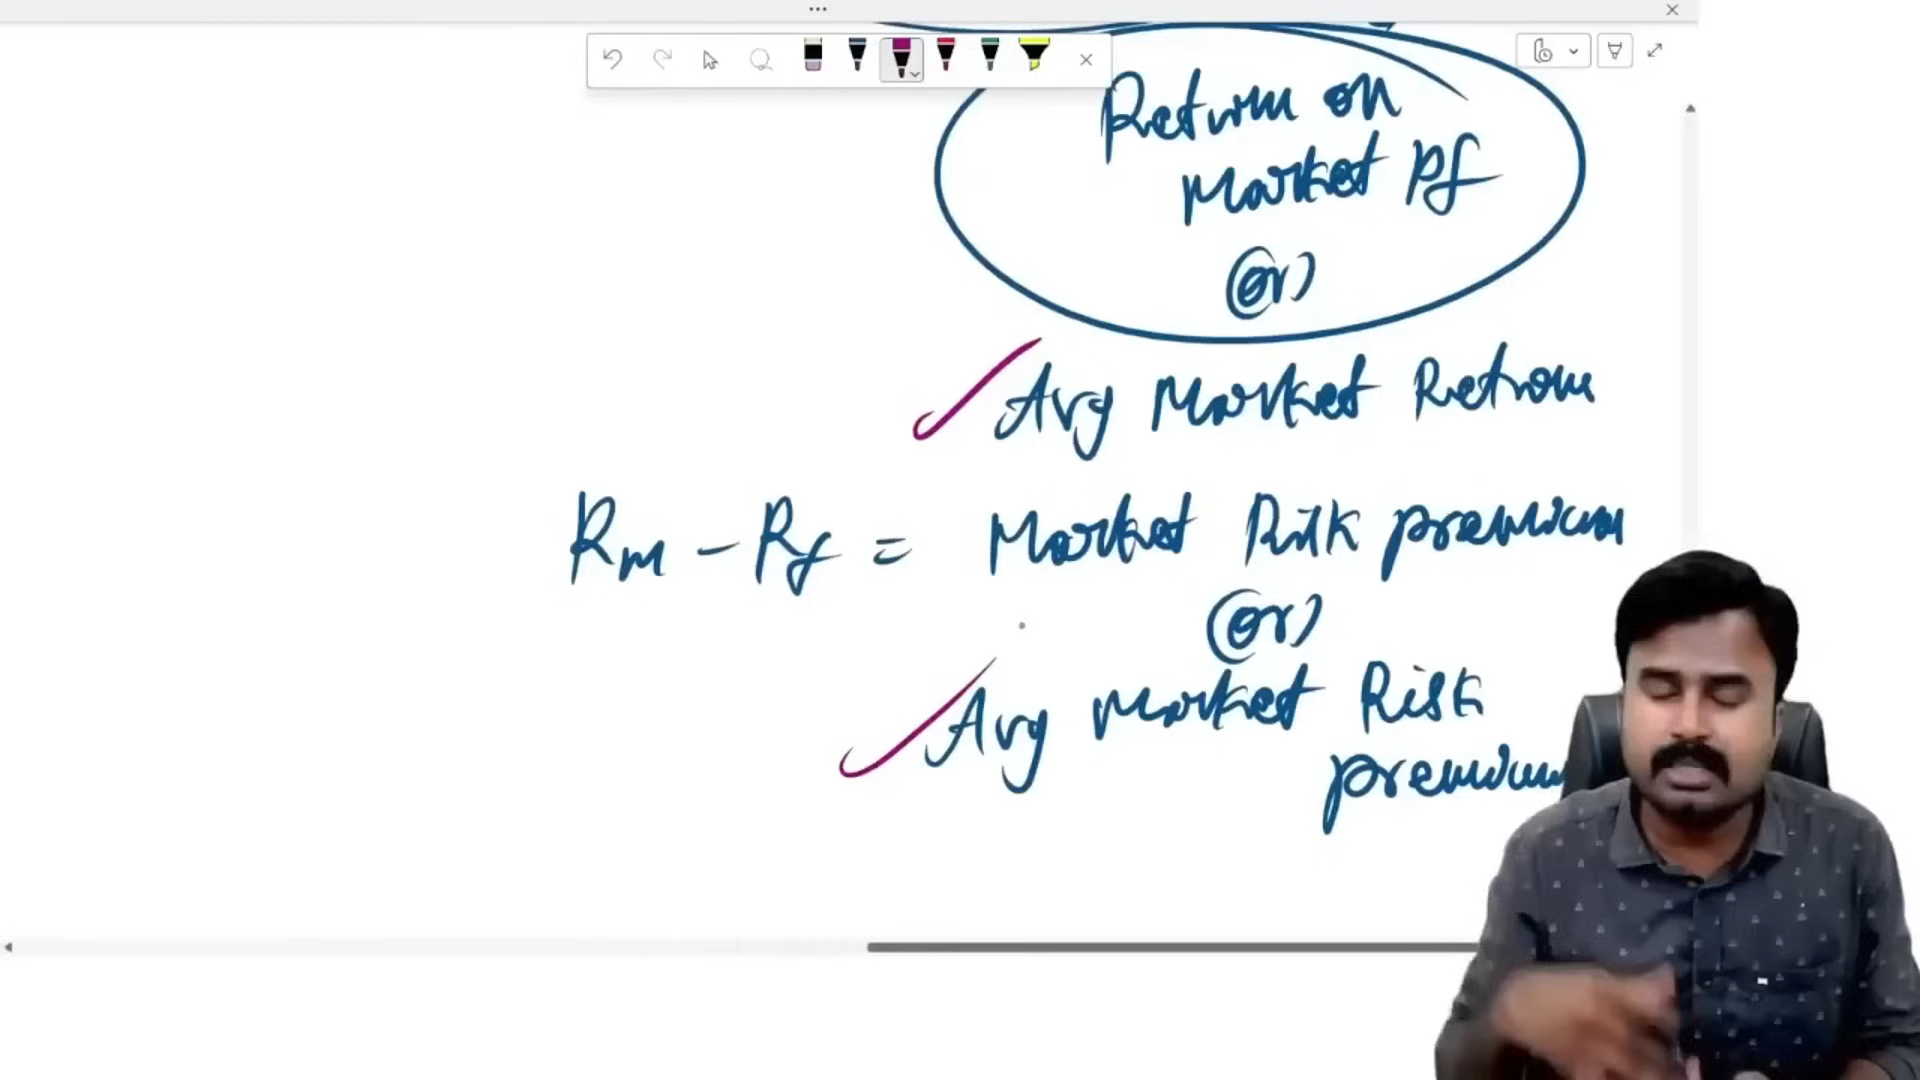 Return on
Market Pf
(or)
Avg Market Return
Rm - Rf = Market Risk premium
(or)
Avg Market Risk
premium